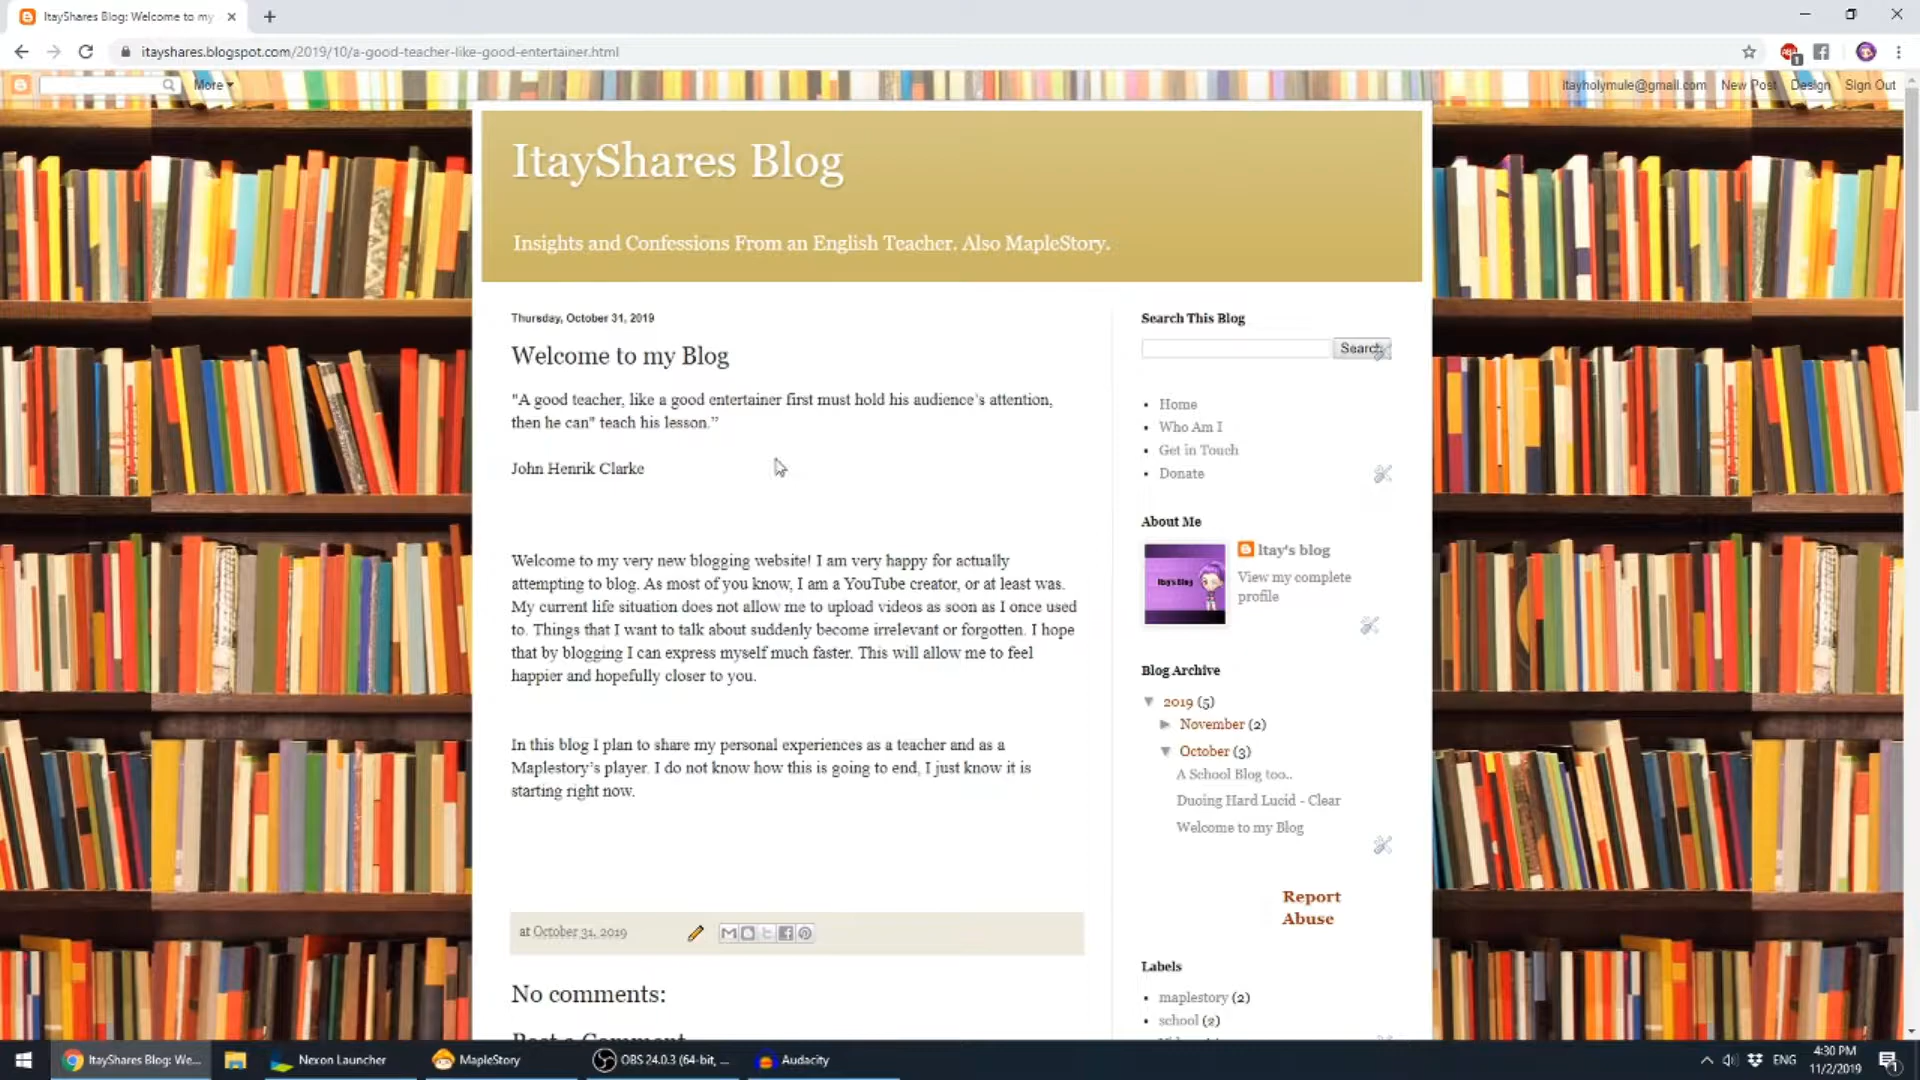 ItayShares Blog: Welcome to my
itayshares.blogspot.com/2019/10/a-good-teacher-like-good-entertainer.html
More
itayholymule@gmail.com New Post Design Sign Out
ItayShares Blog
Insights and Confessions From an English Teacher. Also MapleStory.
Thursday, October 31, 2019
Welcome to my Blog
"A good teacher, like a good entertainer first must hold his audience’s attention,
then he can" teach his lesson.”
John Henrik Clarke
Welcome to my very new blogging website! I am very happy for actually
attempting to blog. As most of you know, I am a YouTube creator, or at least was.
My current life situation does not allow me to upload videos as soon as I once used
to. Things that I want to talk about suddenly become irrelevant or forgotten. I hope
that by blogging I can express myself much faster. This will allow me to feel
happier and hopefully closer to you.
In this blog I plan to share my personal experiences as a teacher and as a
Maplestory’s player. I do not know how this is going to end, I just know it is
starting right now.
at October 31, 2019
No comments:
Post a Comment
Search This Blog
Search
Home
Who Am I
Get in Touch
Donate
About Me
Itay's Blog
Itay's blog
View my complete
profile
Blog Archive
▼ 2019 (5)
► November (2)
▼ October (3)
A School Blog too..
Duoing Hard Lucid - Clear
Welcome to my Blog
Report
Abuse
Labels
maplestory (2)
school (2)
ItayShares Blog: We...
Nexon Launcher
MapleStory
OBS 24.0.3 (64-bit, ...
Audacity
ENG
4:30 PM
11/2/2019